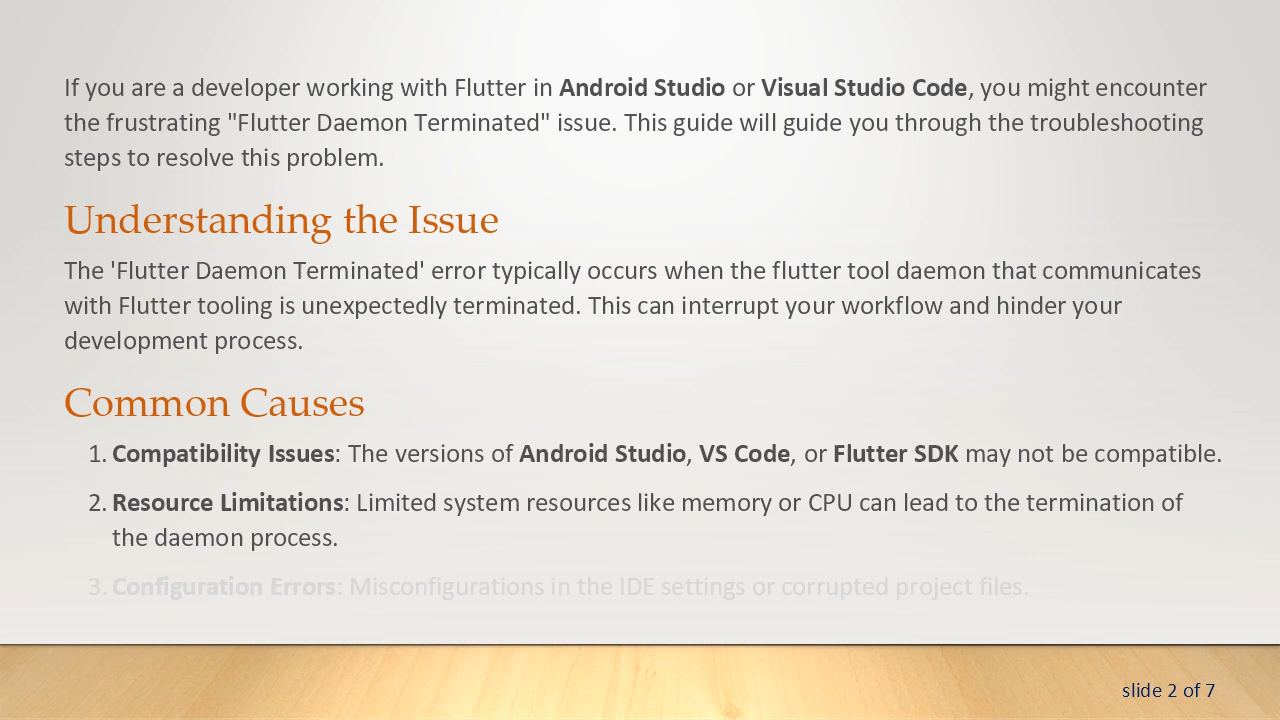 If you are a developer working with Flutter in Android Studio or Visual Studio Code, you might encounter
the frustrating "Flutter Daemon Terminated" issue. This guide will guide you through the troubleshooting
steps to resolve this problem.
Understanding the Issue
The 'Flutter Daemon Terminated' error typically occurs when the flutter tool daemon that communicates
with Flutter tooling is unexpectedly terminated. This can interrupt your workflow and hinder your
development process.
Common Causes
1. Compatibility Issues: The versions of Android Studio, VS Code, or Flutter SDK may not be compatible.
2. Resource Limitations: Limited system resources like memory or CPU can lead to the termination of
the daemon process.
3. Configuration Errors: Misconfigurations in the IDE settings or corrupted project files.
slide 2 of 7